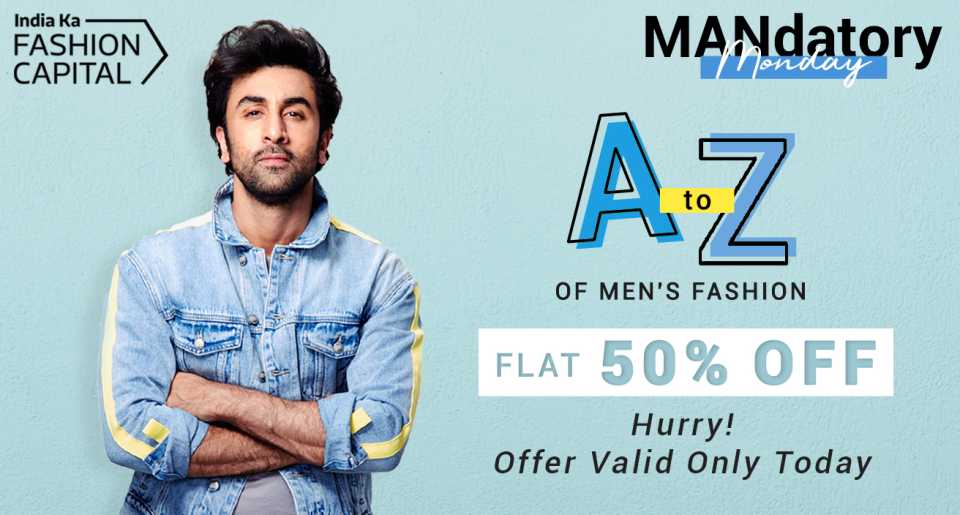 India Ka
FASHION
CAPITAL
MANdatory
Monday
A to Z
OF MEN'S FASHION
FLAT 50% OFF
Hurry!
Offer Valid Only Today